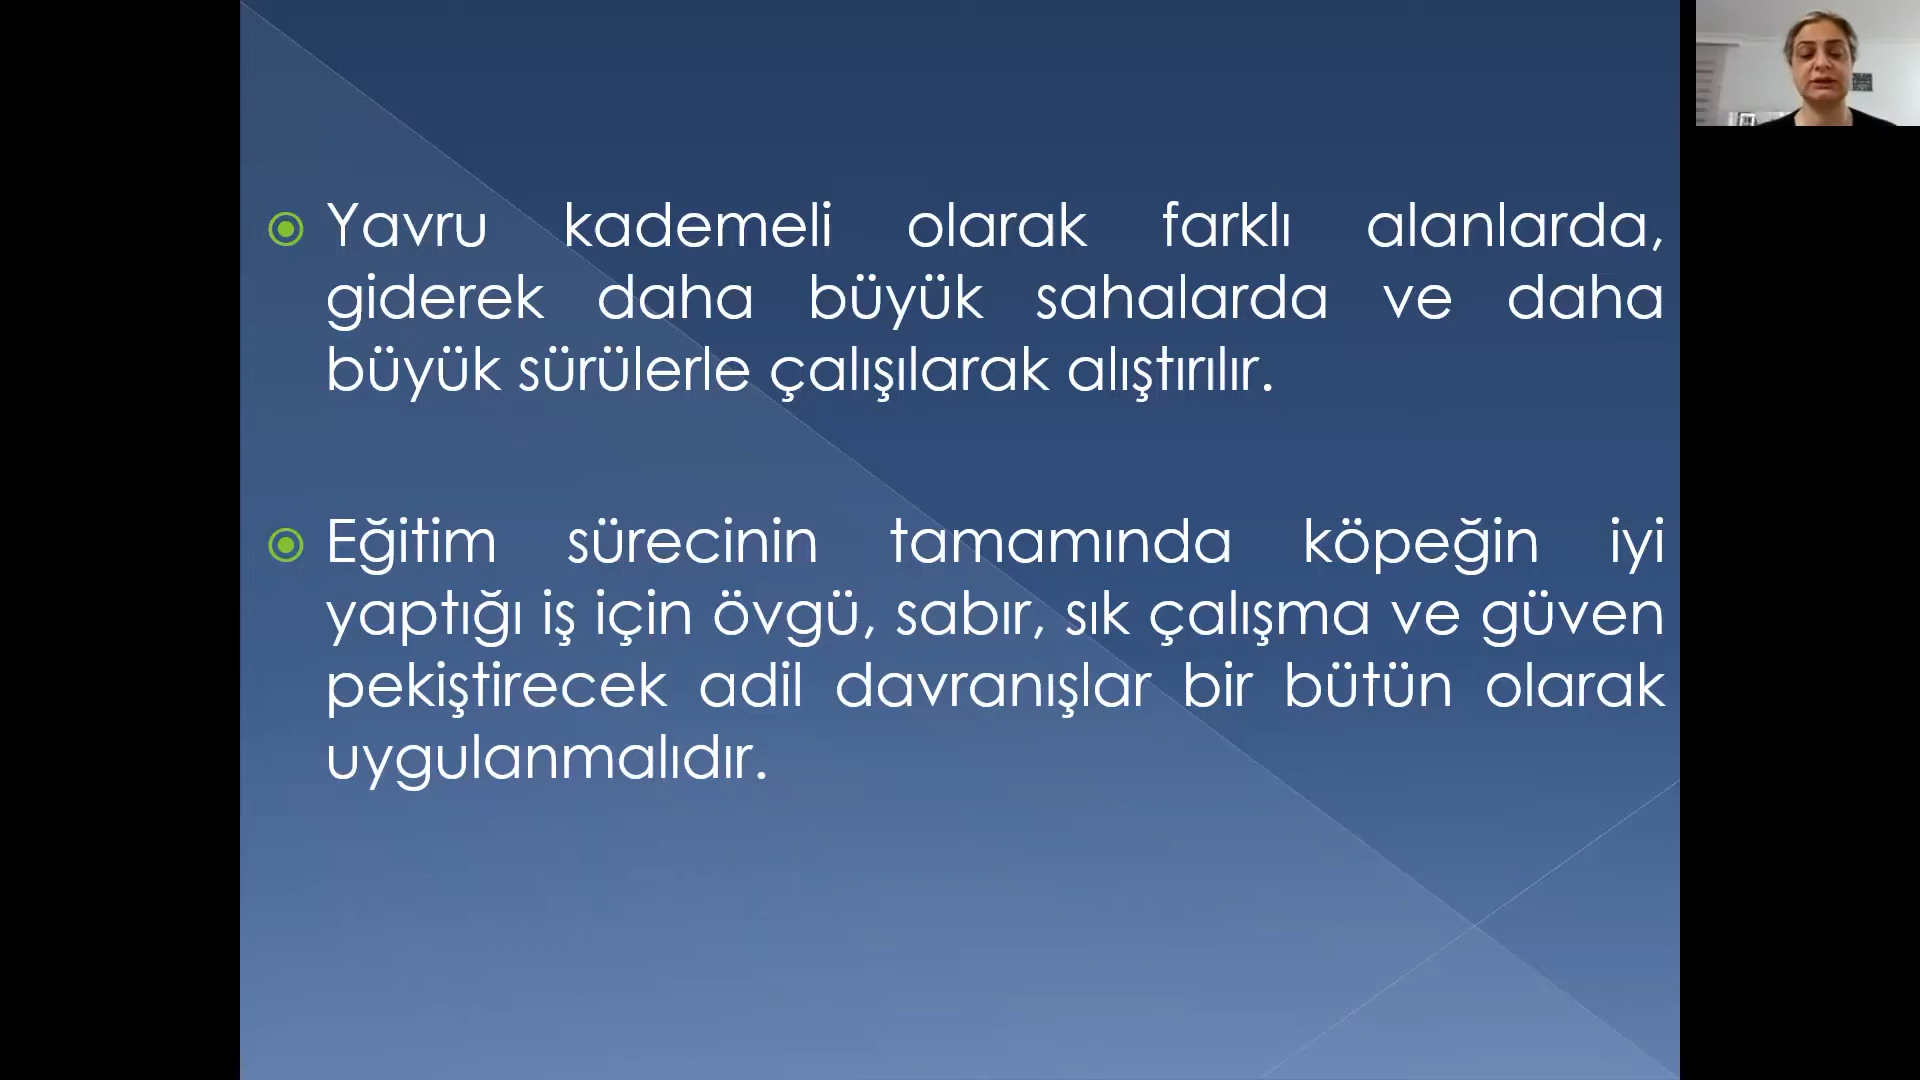 Yavru kademeli olarak farklı alanlarda,
giderek daha büyük sahalarda ve daha
büyük sürülerle çalışılarak alıştırılır.
Eğitim sürecinin tamamında köpeğin iyi
yaptığı iş için övgü, sabır, sık çalışma ve güven
pekiştirecek adil davranışlar bir bütün olarak
uygulanmalıdır.